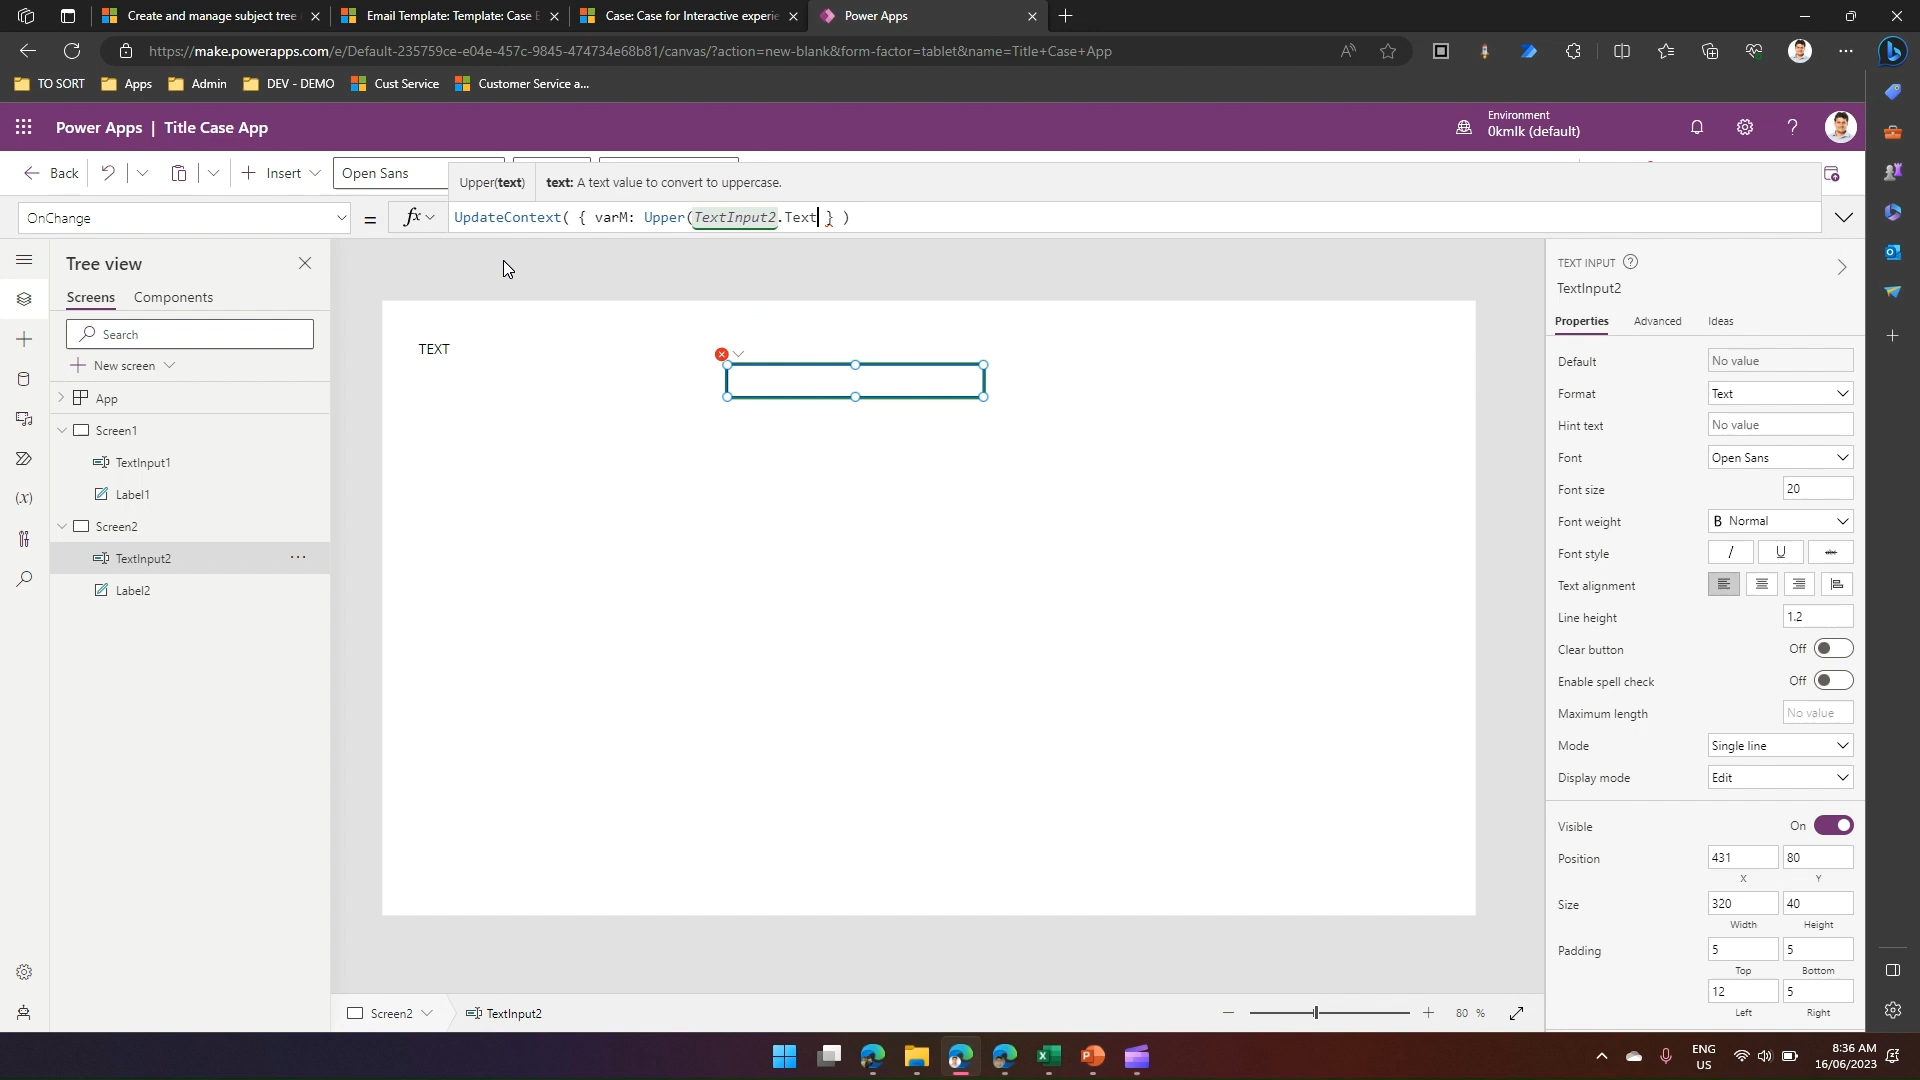 Create and manage subject tree
Email Template: Template: Case E
Case: Case for Interactive experie
Power Apps
https://make.powerapps.com/e/Default-235759ce-e04e-457c-9845-474734e68b81/canvas/?action=new-blank&form-factor=tablet&name=Title+Case+App
TO SORT
Apps
Admin
DEV - DEMO
Cust Service
Customer Service a...
Power Apps | Title Case App
Environment
0kmlk (default)
Back
Insert
Open Sans
Upper(text)
text: A text value to convert to uppercase.
OnChange
= fx
UpdateContext( { varM: Upper(TextInput2.Text } )
Tree view
Screens
Components
Search
New screen
App
Screen1
TextInput1
Label1
Screen2
TextInput2
...
Label2
TEXT
Screen2
TextInput2
80 %
TEXT INPUT
TextInput2
Properties
Advanced
Ideas
Default
No value
Format
Text
Hint text
No value
Font
Open Sans
Font size
20
Font weight
B Normal
Font style
/ U abc
Text alignment
Line height
1.2
Clear button
Off
Enable spell check
Off
Maximum length
No value
Mode
Single line
Display mode
Edit
Visible
On
Position
431
80
X
Y
Size
320
40
Width
Height
Padding
5
5
Top
Bottom
12
5
Left
Right
ENG
US
8:36 AM
16/06/2023